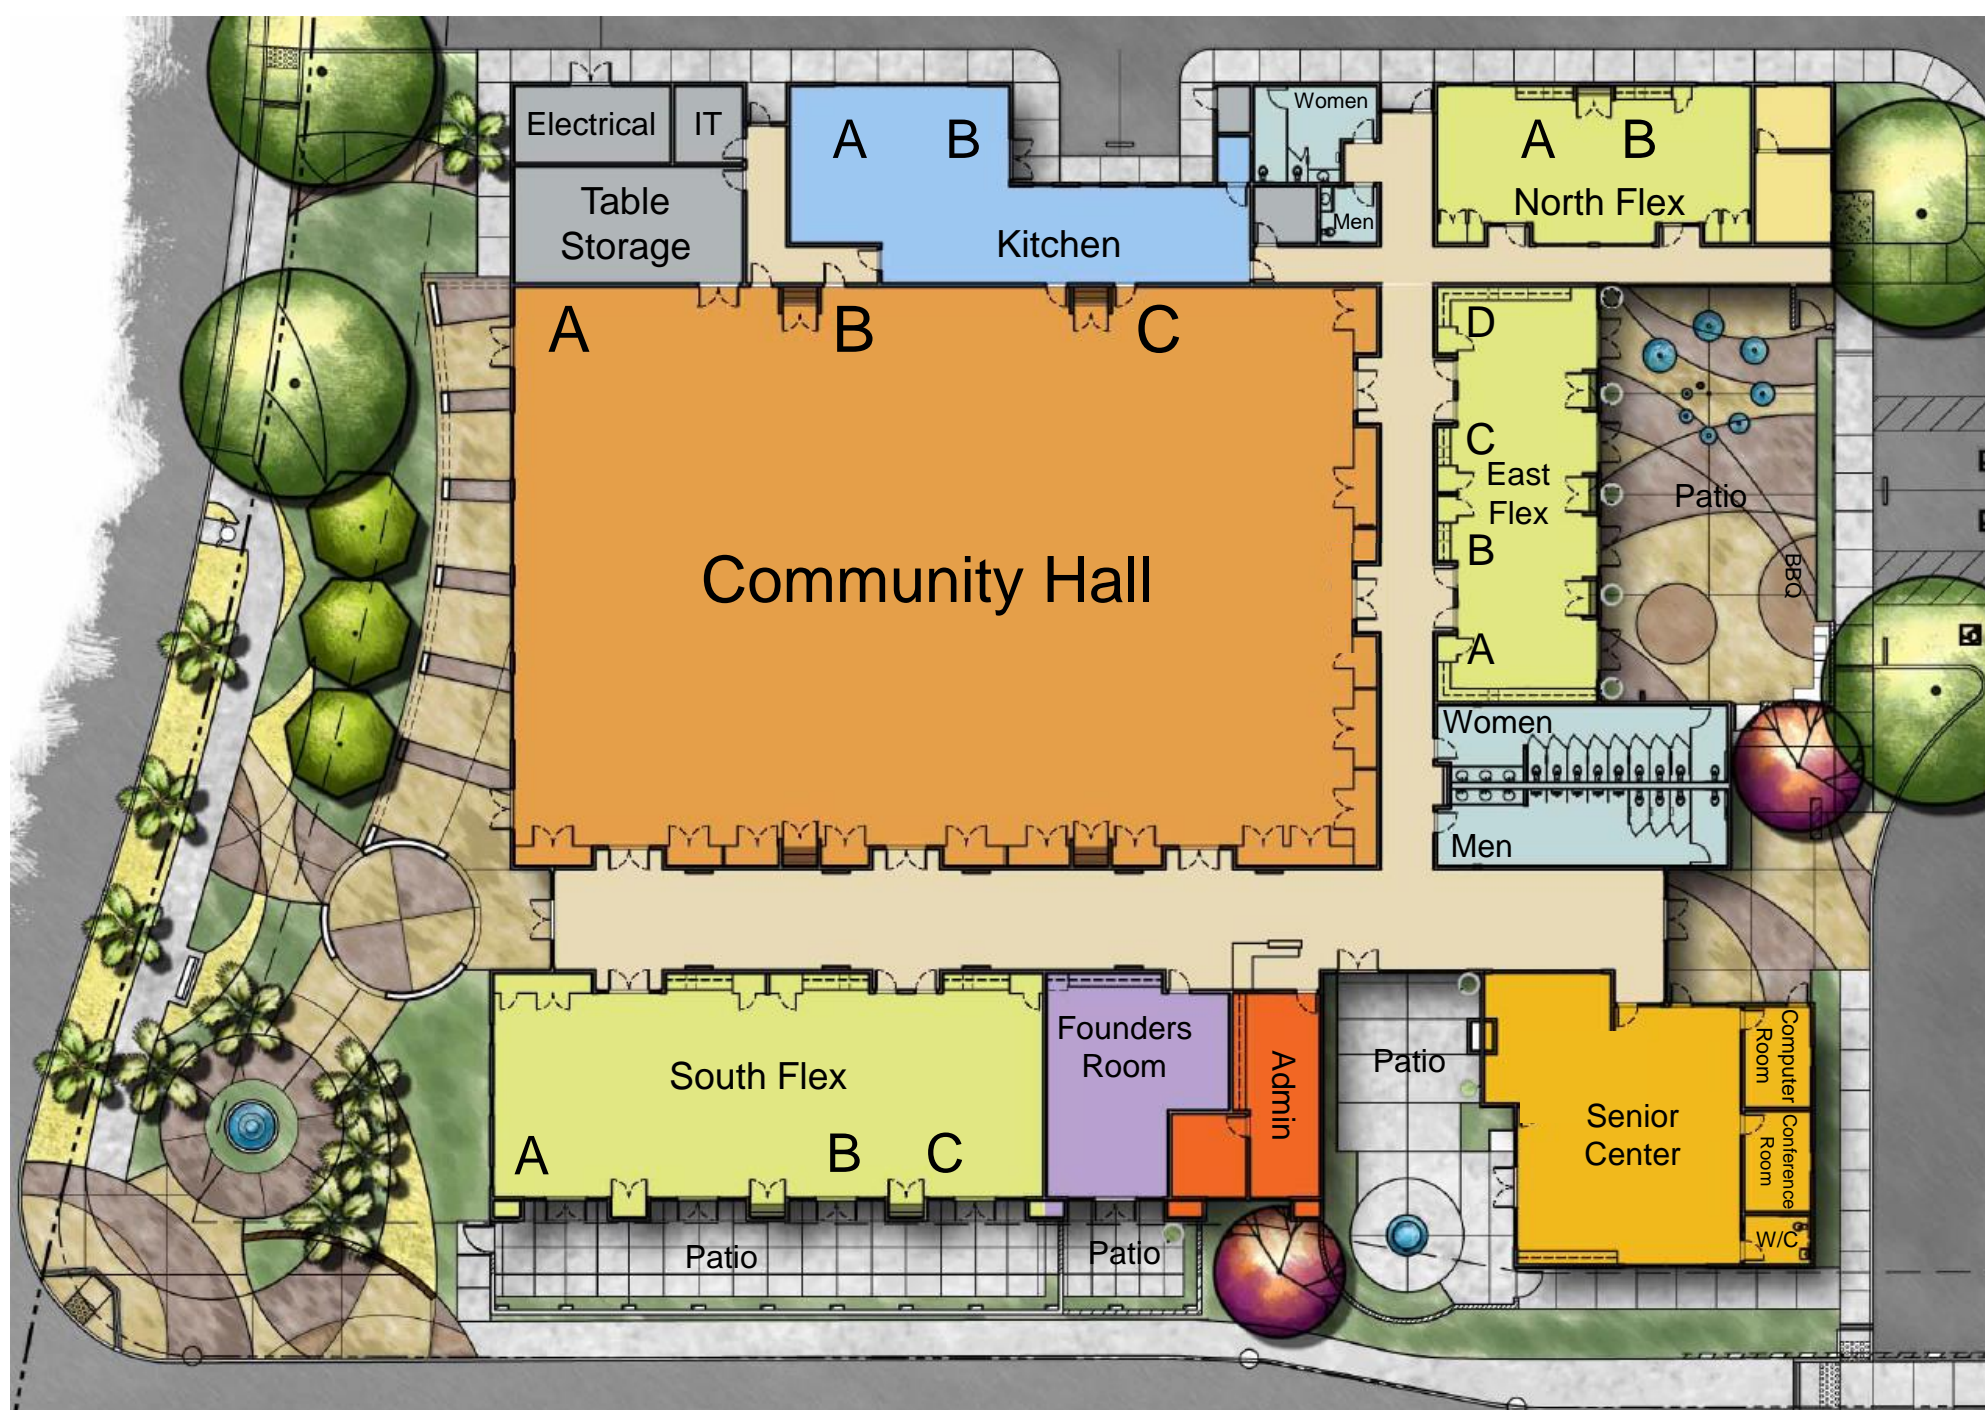 Electrical
IT
A
B
Women
A
B
Table
Storage
Kitchen
Men
North Flex
A
B
C
D
C
East
Flex
Patio
B
BBQ
Community Hall
A
Women
Men
Founders
Room
South Flex
Admin
Patio
Computer
Room
Senior
Center
Conference
Room
A
B
C
W/C
Patio
Patio